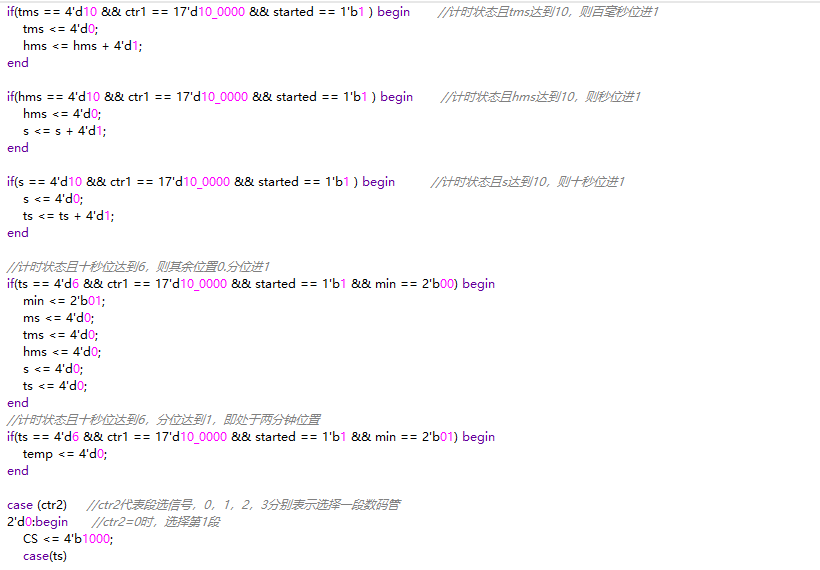 if(tms == 4'd10 && ctr1 == 17'd10_0000 && started == 1'b1 ) begin //计时状态且tms达到10，则百毫秒位进1
tms <= 4'd0;
hms <= hms + 4'd1;
end
if(hms == 4'd10 && ctr1 == 17'd10_0000 && started == 1'b1 ) begin //计时状态且hms达到10，则秒位进1
hms <= 4'd0;
s <= s + 4'd1;
end
if(s == 4'd10 && ctr1 == 17'd10_0000 && started == 1'b1 ) begin //计时状态且s达到10，则十秒位进1
s <= 4'd0;
ts <= ts + 4'd1;
end
//计时状态且十秒位达到6，则其余位置0.分位进1
if(ts == 4'd6 && ctr1 == 17'd10_0000 && started == 1'b1 && min == 2'b00) begin
min <= 2'b01;
ms <= 4'd0;
tms <= 4'd0;
hms <= 4'd0;
s <= 4'd0;
ts <= 4'd0;
end
//计时状态且十秒位达到6，分位达到1，即处于两分钟位置
if(ts == 4'd6 && ctr1 == 17'd10_0000 && started == 1'b1 && min == 2'b01) begin
temp <= 4'd0;
end
case (ctr2) //ctr2代表段选信号，0，1，2，3分别表示选择一段数码管
2'd0:begin //ctr2=0时，选择第1段
CS <= 4'b1000;
case(ts)